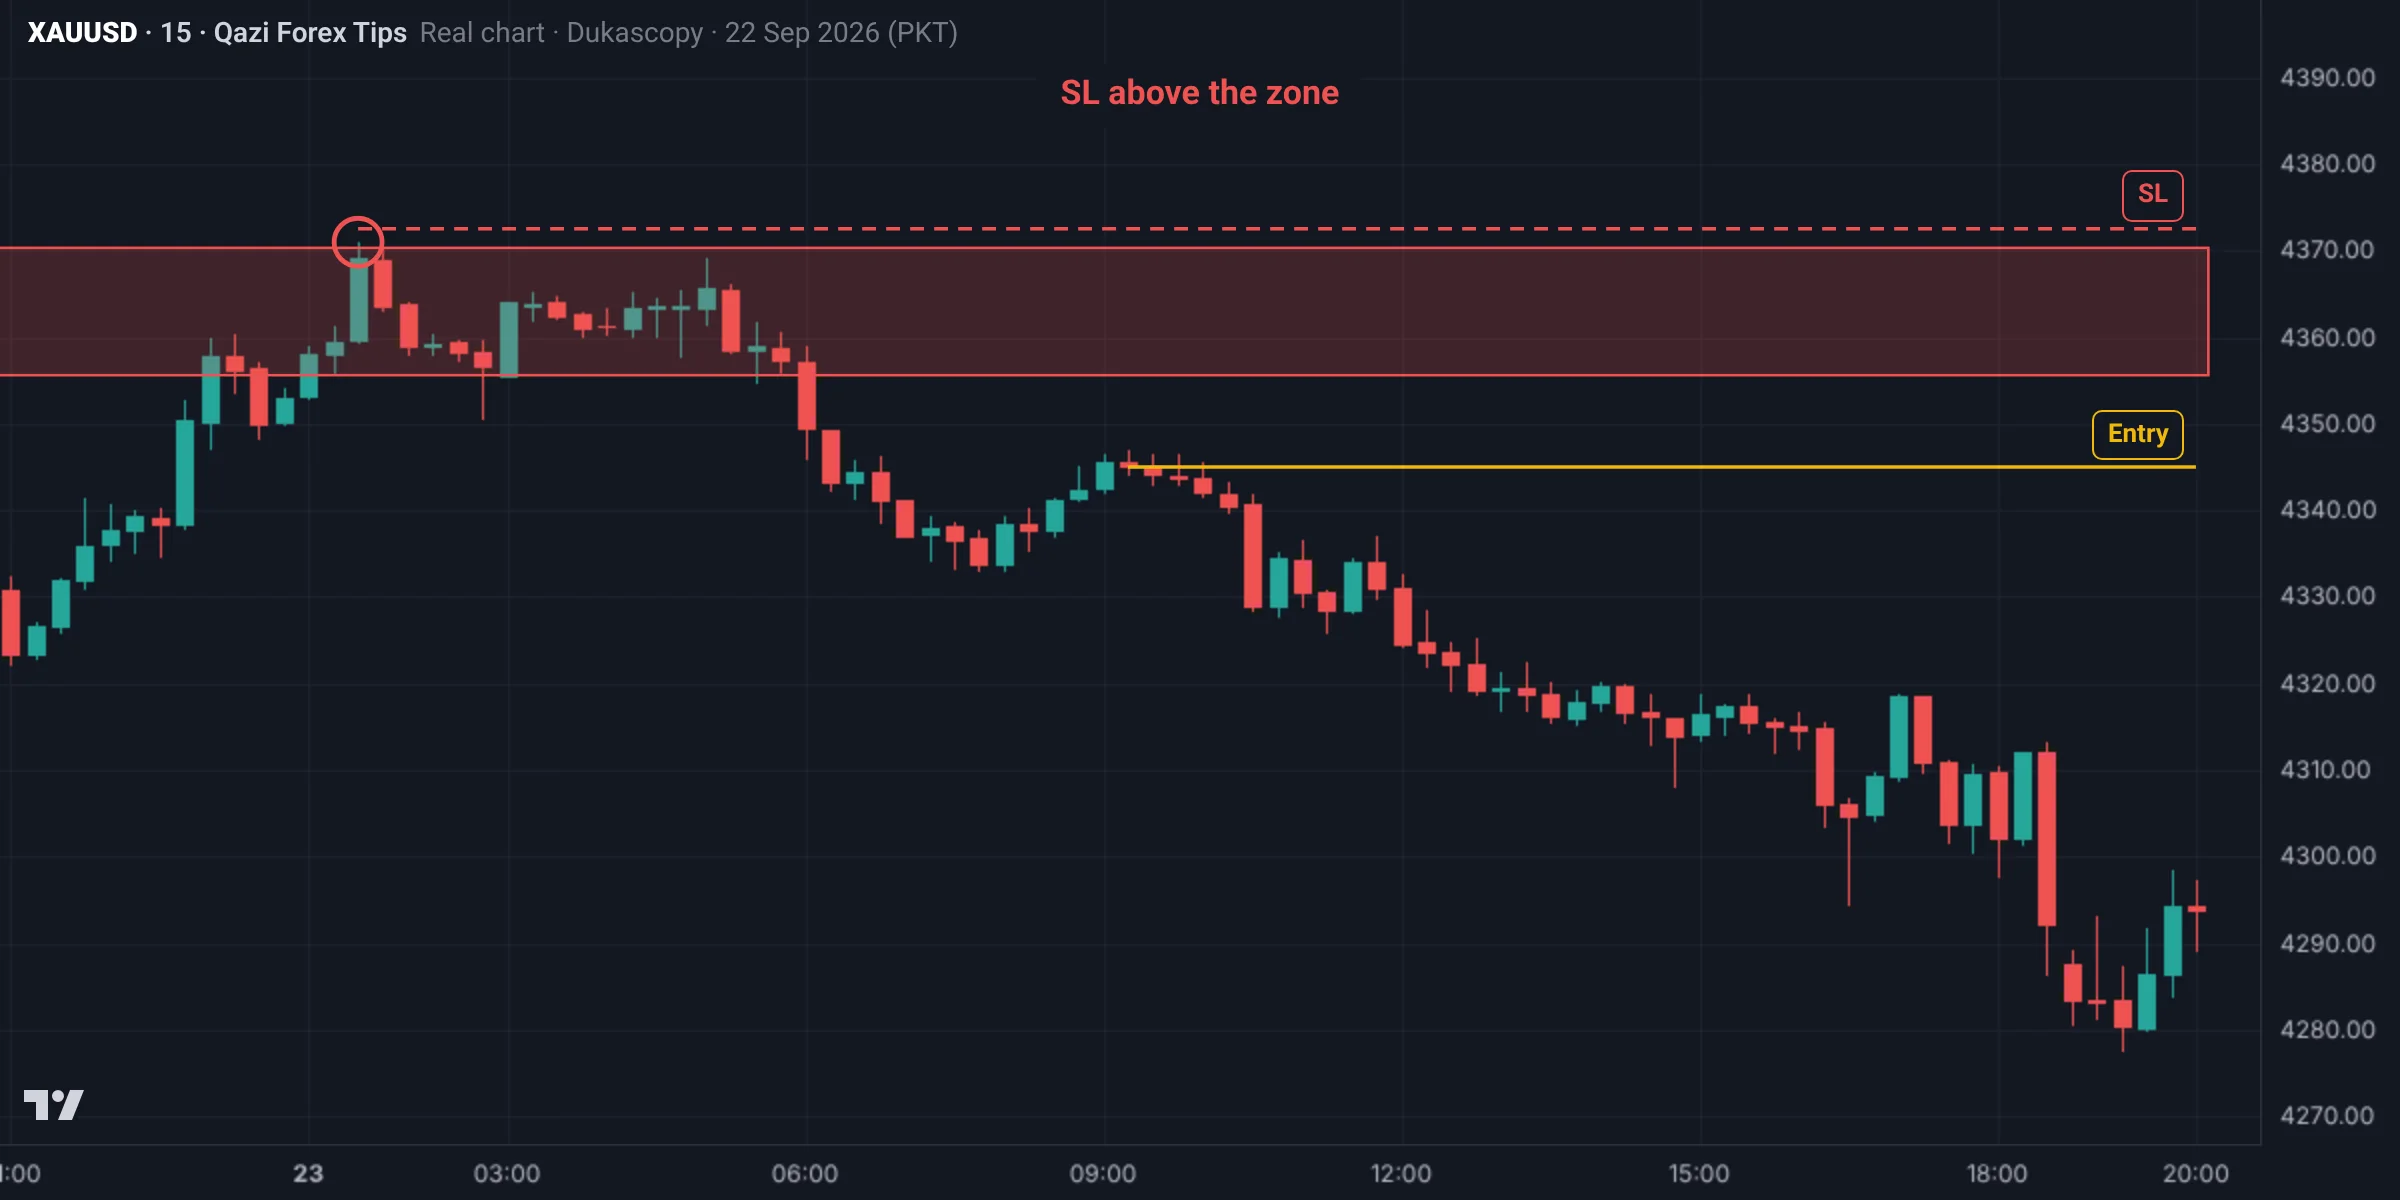 XAUUSD · 15 · Qazi Forex Tips Real chart · Dukascopy · 22 Sep 2026 (PKT)
SL above the zone
4390.00
4380.00
SL
4370.00
4360.00
4350.00
Entry
4340.00
4330.00
4320.00
4310.00
4300.00
4290.00
4280.00
4270.00
:00 23 03:00 06:00 09:00 12:00 15:00 18:00 20:00